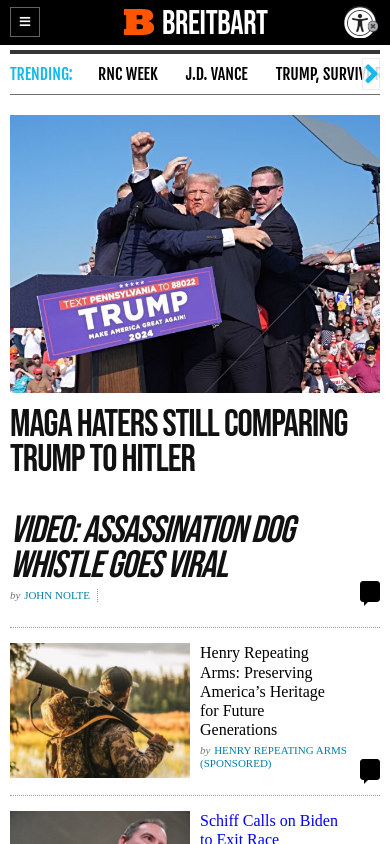 B BREITBART
TRENDING: RNC WEEK J.D. VANCE TRUMP,
TEXT PENNSYLVANIA TO 88022
TRUMP
MAKE AMERICA GREAT AGAIN!
2024
MAGA HATERS STILL COMPARING
TRUMP TO HITLER
VIDEO: ASSASSINATION DOG
WHISTLE GOES VIRAL
by JOHN NOLTE
Henry Repeating
Arms: Preserving
America’s Heritage
for Future
Generations
by HENRY REPEATING ARMS
(SPONSORED)
Schiff Calls on Biden
to Exit Race